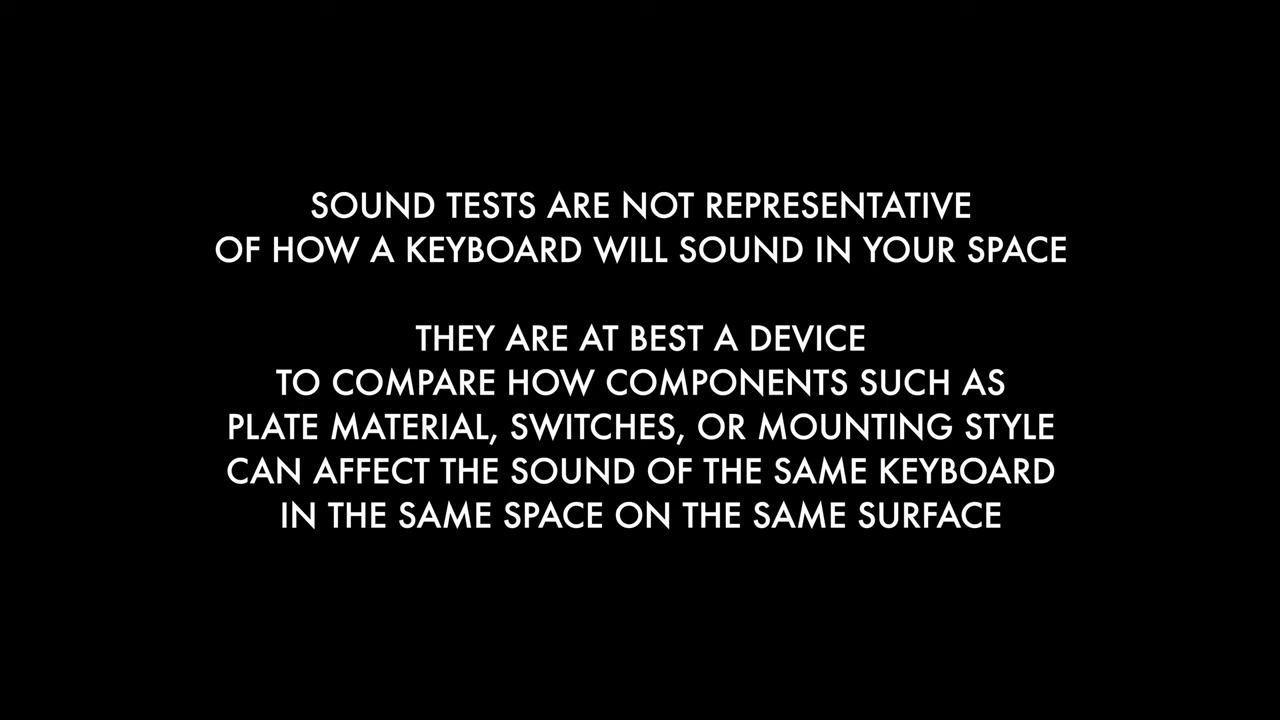 SOUND TESTS ARE NOT REPRESENTATIVE
OF HOW A KEYBOARD WILL SOUND IN YOUR SPACE
THEY ARE AT BEST A DEVICE
TO COMPARE HOW COMPONENTS SUCH AS
PLATE MATERIAL, SWITCHES, OR MOUNTING STYLE
CAN AFFECT THE SOUND OF THE SAME KEYBOARD
IN THE SAME SPACE ON THE SAME SURFACE